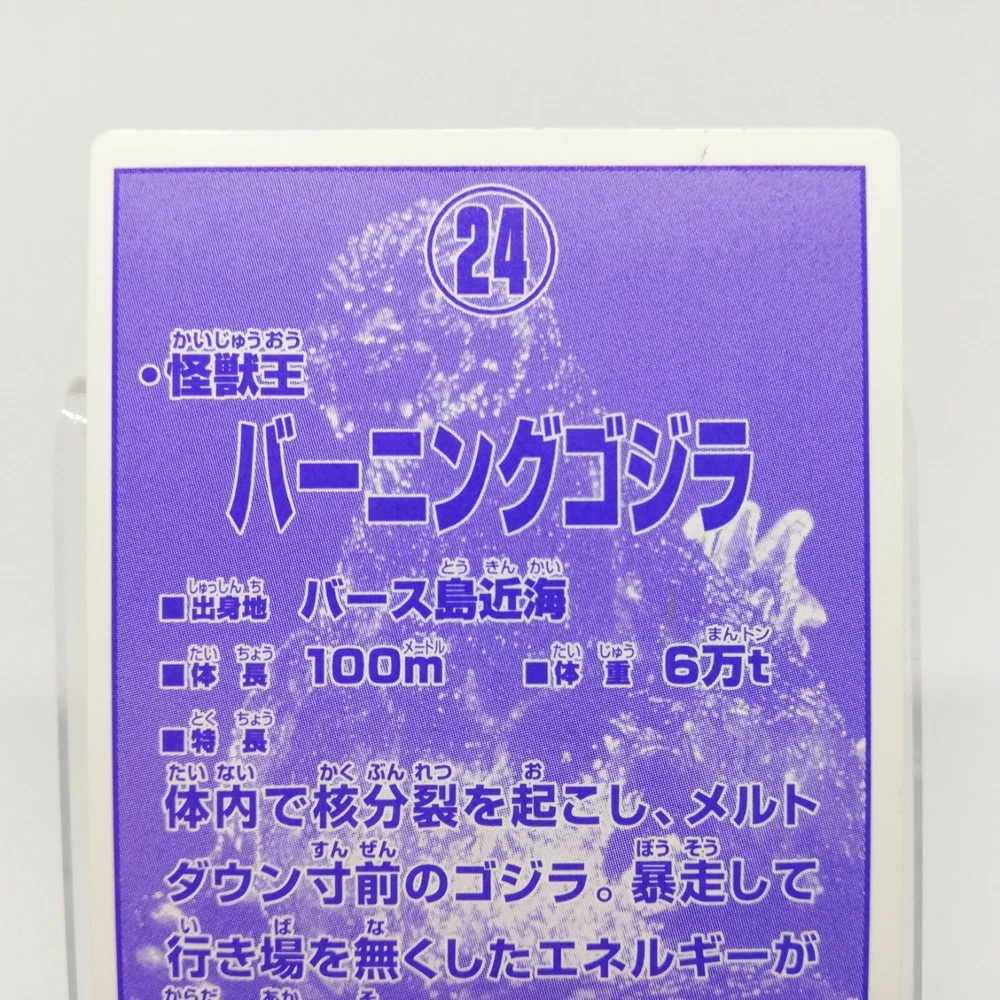 24
かいじゅうおう
・怪獣王
バーニングゴジラ
しゅっしんち とうきんかい
■出身地 バース島近海
たいちょう メートル たいじゅう まんトン
■体長 100m ■体重 6万t
とくちょう
■特長
たいない かくぶんれつ お
体内で核分裂を起こし、メルト
すんぜん ぼうそう
ダウン寸前のゴジラ。暴走して
い ば な
行き場を無くしたエネルギーが
からだ あか そ